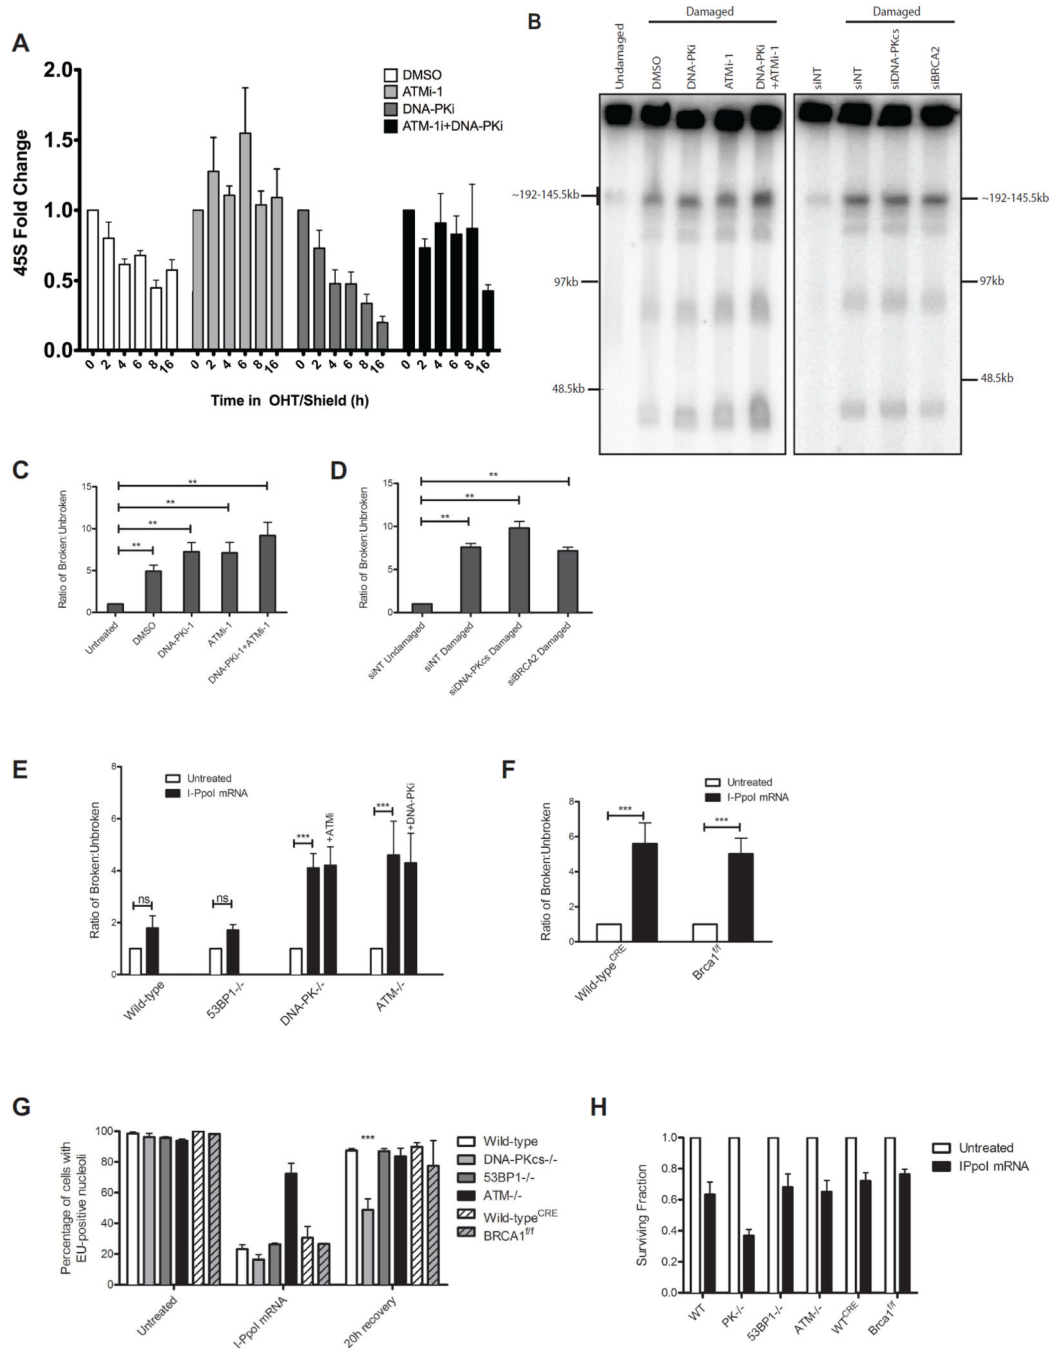 A
45S Fold Change
2.0
1.5
1.0
0.5
0.0
DMSO
ATMi-1
DNA-PKi
ATM-1i+DNA-PKi
0 2 4 6 8 16 0 2 4 6 8 16 0 2 4 6 8 16 0 2 4 6 8 16
Time in OHT/Shield (h)
B
Damaged
Undamaged
DMSO
DNA-PKi
ATMi-1
DNA-PKi
+ATMi-1
Damaged
siNT
siNT
siDNA-PKcs
siBRCA2
~192-145.5kb
97kb
48.5kb
~192-145.5kb
97kb
48.5kb
C
Ratio of Broken:Unbroken
15
10
5
0
**
**
**
**
Untreated
DMSO
DNA-PKi-1
ATMi-1
DNA-PKi-1+ATMi-1
D
Ratio of Broken:Unbroken
15
10
5
0
**
**
**
siNT Undamaged
siNT Damaged
siDNA-PKcs Damaged
siBRCA2 Damaged
E
Ratio of Broken:Unbroken
8
6
4
2
0
Untreated
I-PpoI mRNA
ns
ns
***
+ATMi
***
+DNA-PKi
Wild-type
53BP1-/-
DNA-PK-/-
ATM-/-
F
Ratio of Broken:Unbroken
8
6
4
2
0
Untreated
I-PpoI mRNA
***
***
Wild-type CRE
Brca1 f/f
G
Percentage of cells with
EU-positive nucleoli
100
80
60
40
20
0
***
Wild-type
DNA-PKcs-/-
53BP1-/-
ATM-/-
Wild-type CRE
BRCA1 f/f
Untreated
I-PpoI mRNA
20h recovery
H
Surviving Fraction
1.0
0.8
0.6
0.4
0.2
0.0
Untreated
IPpoI mRNA
WT
PK-/-
53BP1-/-
ATM-/-
WT CRE
Brca1 f/f